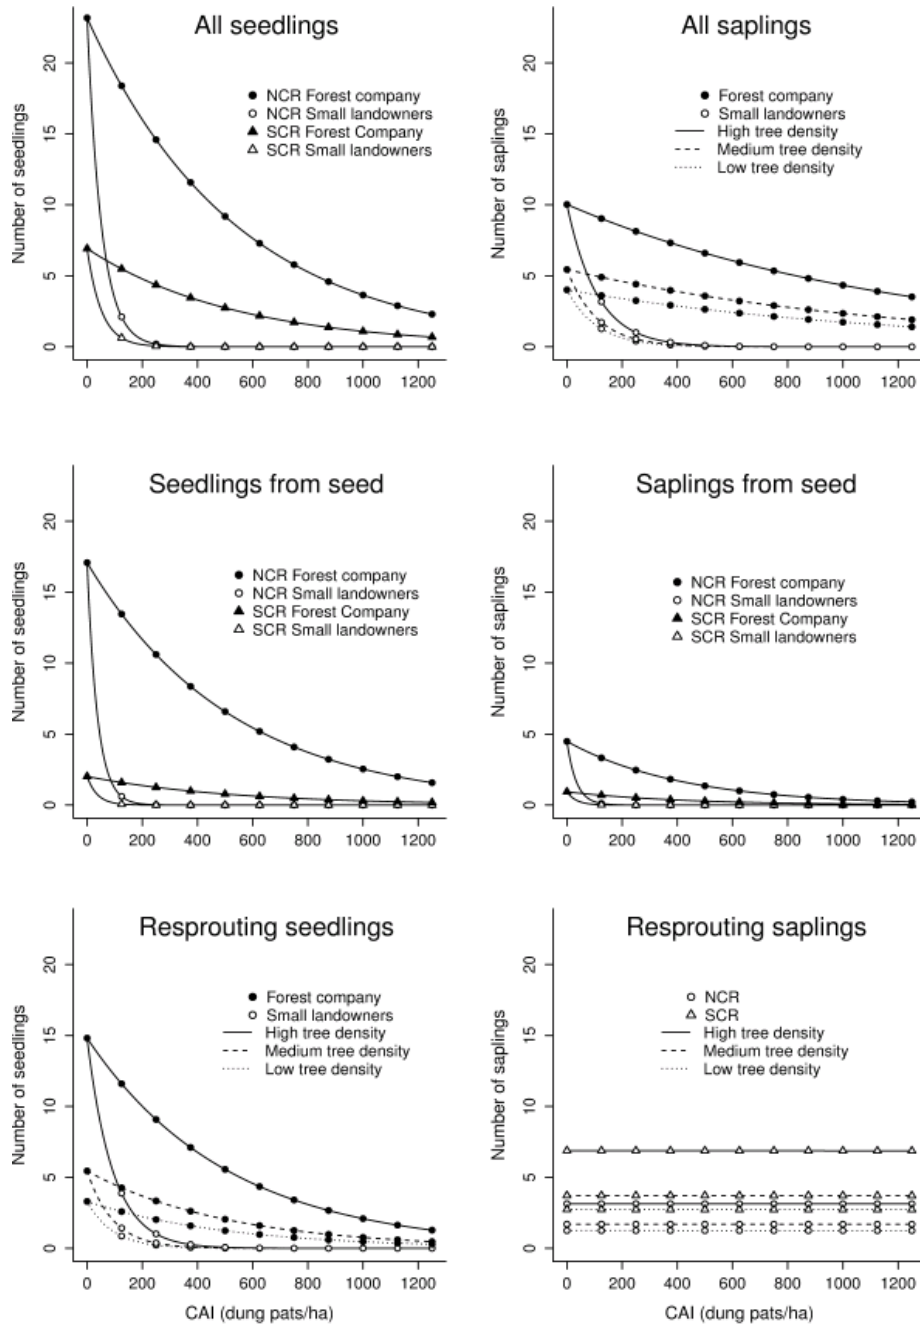 All seedlings
Number of seedlings
0 5 10 15 20
NCR Forest company
NCR Small landowners
SCR Forest Company
SCR Small landowners
0 200 400 600 800 1000 1200
All saplings
Number of saplings
0 5 10 15 20
Forest company
Small landowners
High tree density
Medium tree density
Low tree density
0 200 400 600 800 1000 1200
Seedlings from seed
Number of seedlings
0 5 10 15 20
NCR Forest company
NCR Small landowners
SCR Forest Company
SCR Small landowners
0 200 400 600 800 1000 1200
Saplings from seed
Number of saplings
0 5 10 15 20
NCR Forest company
NCR Small landowners
SCR Forest Company
SCR Small landowners
0 200 400 600 800 1000 1200
Resprouting seedlings
Number of seedlings
0 5 10 15 20
Forest company
Small landowners
High tree density
Medium tree density
Low tree density
0 200 400 600 800 1000 1200
CAI (dung pats/ha)
Resprouting saplings
Number of saplings
0 5 10 15 20
NCR
SCR
High tree density
Medium tree density
Low tree density
0 200 400 600 800 1000 1200
CAI (dung pats/ha)